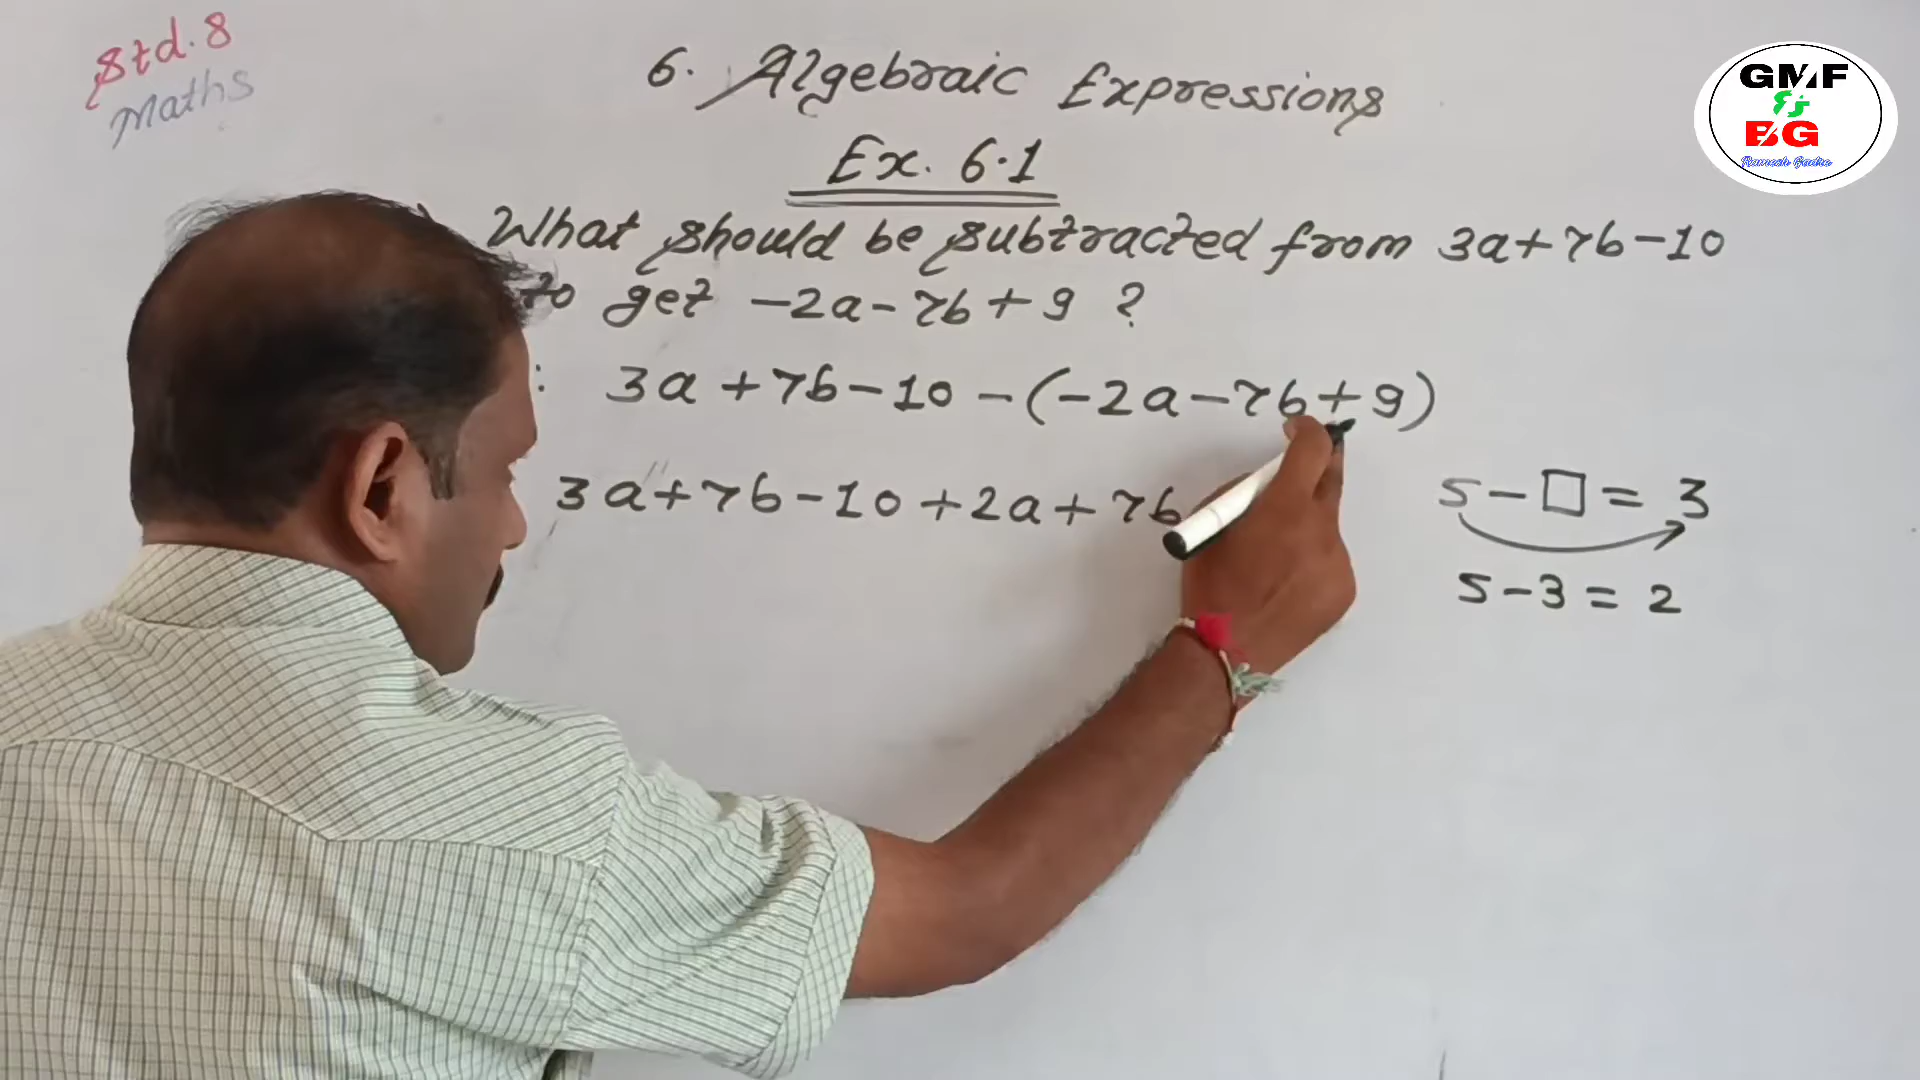 Std. 8
Maths
6. Algebraic Expressions
Ex. 6.1
What should be subtracted from 3a+7b-10
to get -2a-7b+9 ?
: 3a+7b-10-(-2a-7b+9)
3a+7b-10+2a+7b
5-□=3
5-3=2
GMF
BG